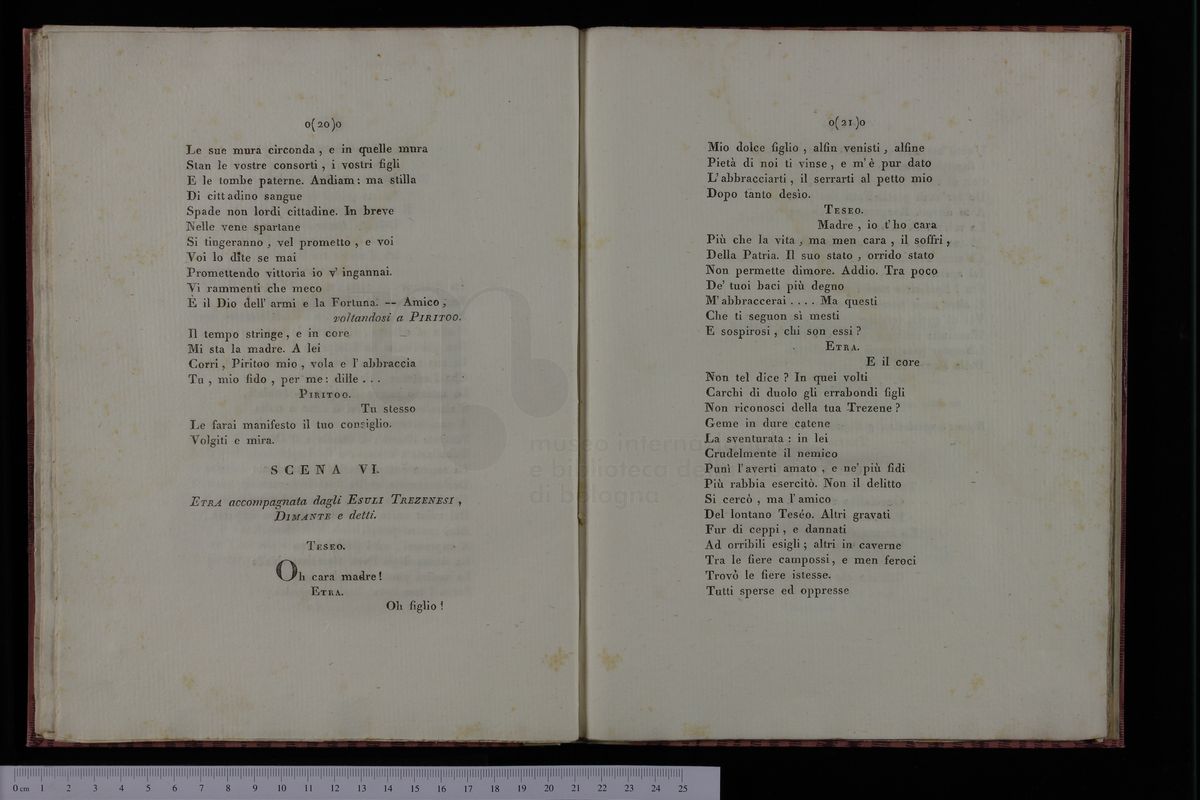 o(20)o
Le sue mura circonda , e in quelle mura
Stan le vostre consorti , i vostri figli
E le tombe paterne. Andiam : ma stilla
Di cittadino sangue
Spade non lordi cittadine. In breve
Nelle vene spartane
Si tingeranno , vel prometto , e voi
Voi lo dite se mai
Promettendo vittoria io v' ingannai.
Vi rammenti che meco
È il Dio dell' armi e la Fortuna. -- Amico ,
voltandosi a PIRITOO.
Il tempo stringe , e in core
Mi sta la madre. A lei
Corri , Piritoo mio , vola e l' abbraccia
Tu , mio fido , per me : dille . . .
PIRITOO.
Tu stesso
Le farai manifesto il tuo consiglio.
Volgiti e mira.
SCENA VI.
ETRA accompagnata dagli ESULI TREZENESI ,
DIMANTE e detti.
TESEO.
Oh cara madre !
ETRA.
Oh figlio !
o(21)o
Mio dolce figlio , alfin venisti , alfine
Pietà di noi ti vinse , e m' è pur dato
L' abbracciarti , il serrarti al petto mio
Dopo tanto desìo.
TESEO.
Madre , io t' ho cara
Più che la vita , ma men cara , il soffri ,
Della Patria. Il suo stato , orrido stato
Non permette dimore. Addio. Tra poco
De' tuoi baci più degno
M' abbraccerai . . . . Ma questi
Che ti seguon sì mesti
E sospirosi , chi son essi ?
ETRA.
E il core
Non tel dice ? In quei volti
Carchi di duolo gli errabondi figli
Non riconosci della tua Trezene ?
Geme in dure catene
La sventurata : in lei
Crudelmente il nemico
Punì l' averti amato , e ne' più fidi
Più rabbia esercitò. Non il delitto
Si cercò , ma l' amico
Del lontano Teséo. Altri gravati
Fur di ceppi , e dannati
Ad orribili esigli ; altri in caverne
Tra le fiere campossi , e men feroci
Trovò le fiere istesse.
Tutti sperse ed oppresse
museo interna
e biblioteca de
di bologna
0 cm 1 2 3 4 5 6 7 8 9 10 11 12 13 14 15 16 17 18 19 20 21 22 23 24 25